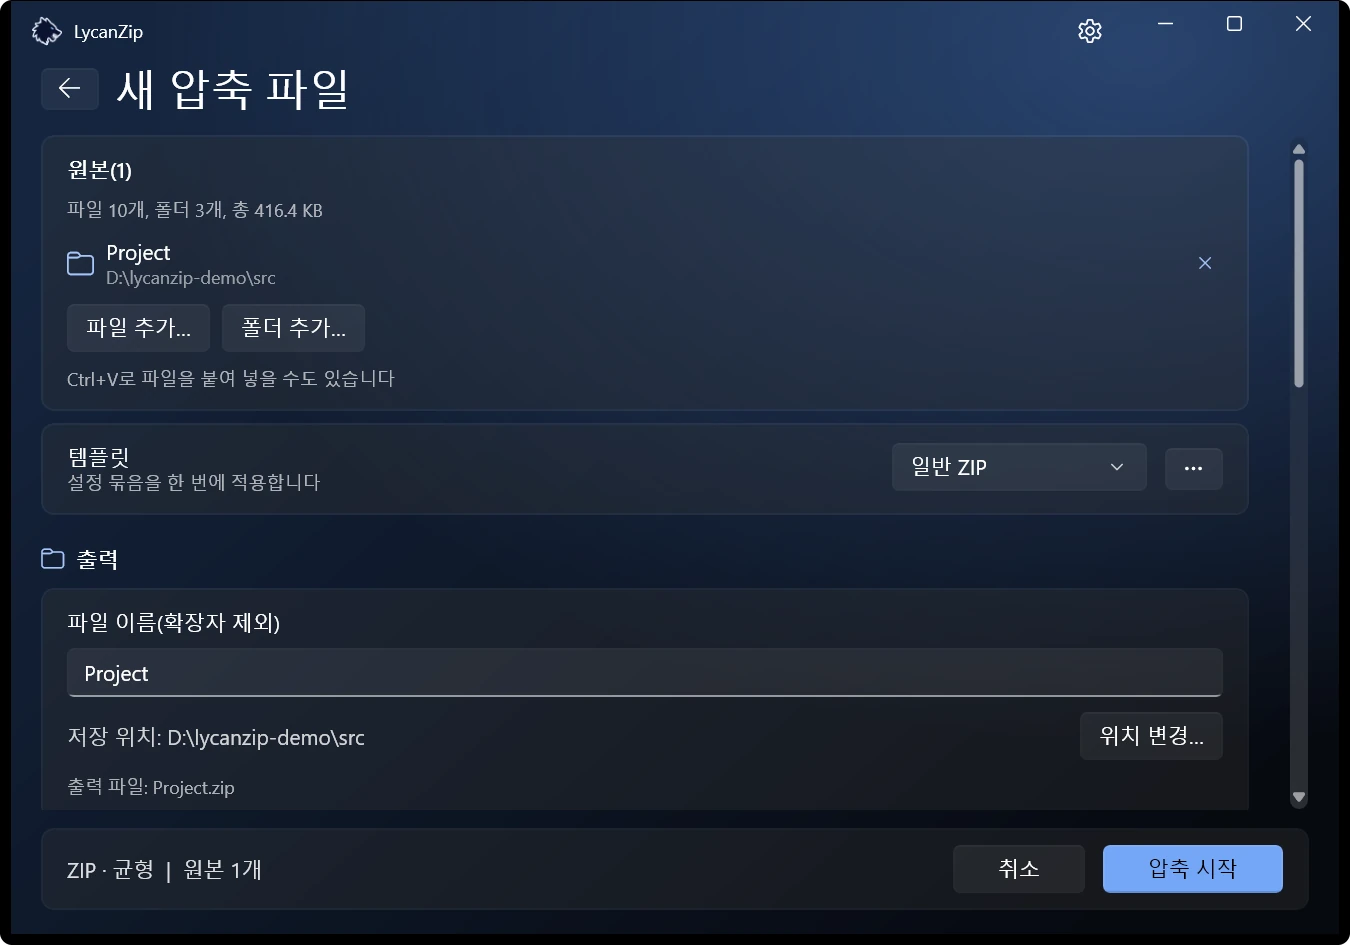 LycanZip
새 압축 파일
원본(1)
파일 10개, 폴더 3개, 총 416.4 KB
Project
D:\lycanzip-demo\src
파일 추가...
폴더 추가...
Ctrl+V로 파일을 붙여 넣을 수도 있습니다
템플릿
설정 묶음을 한 번에 적용합니다
일반 ZIP
출력
파일 이름(확장자 제외)
Project
저장 위치: D:\lycanzip-demo\src
위치 변경...
출력 파일: Project.zip
ZIP · 균형 | 원본 1개
취소
압축 시작